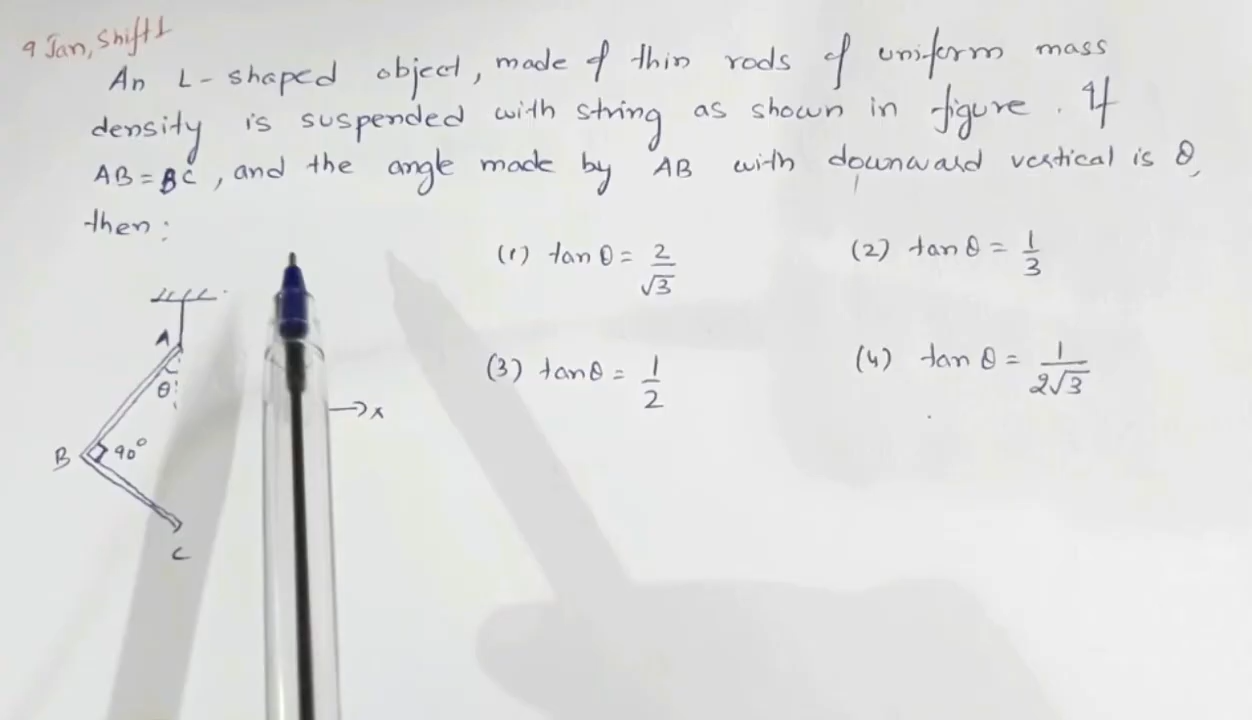 9 Jan, Shift 1
An L-shaped object, made of thin rods of uniform mass
density is suspended with string as shown in figure. If
AB = BC, and the angle made by AB with downward vertical is θ,
then:
(1) tan θ = 2/√3 (2) tan θ = 1/3
A
θ
(3) tan θ = 1/2 (4) tan θ = 1/2√3
→ x
B 90°
C